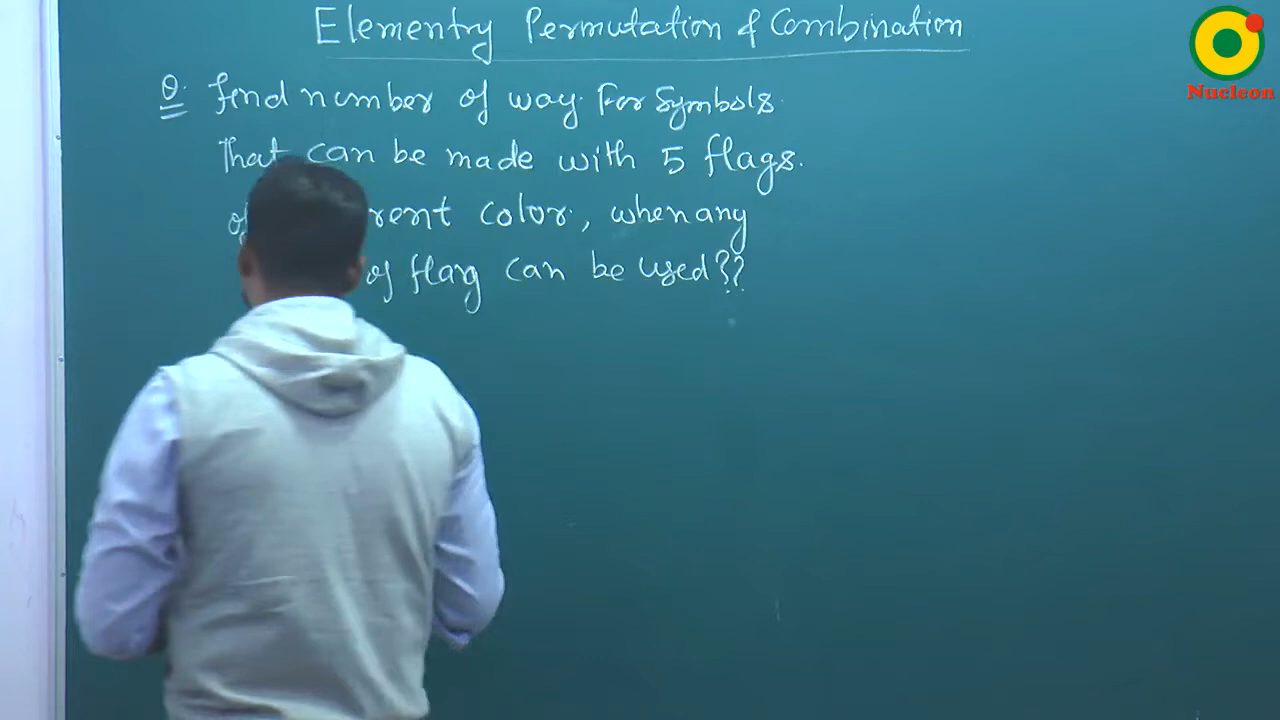 Elementry Permutation & Combination
Nucleon
Q. find number of way for symbols
That can be made with 5 flags.
of rent color, when any
of flag can be used??